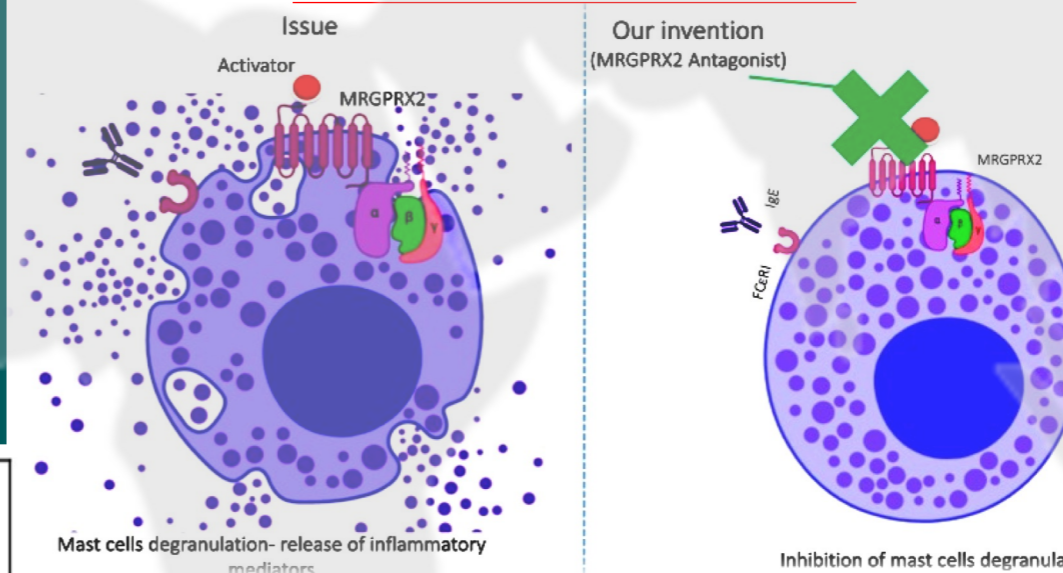 Issue
Activator
MRGPRX2
α
β
γ
Mast cells degranulation- release of inflammatory
mediators
Our invention
(MRGPRX2 Antagonist)
MRGPRX2
IgE
FCεRI
α
β
γ
Inhibition of mast cells degranula